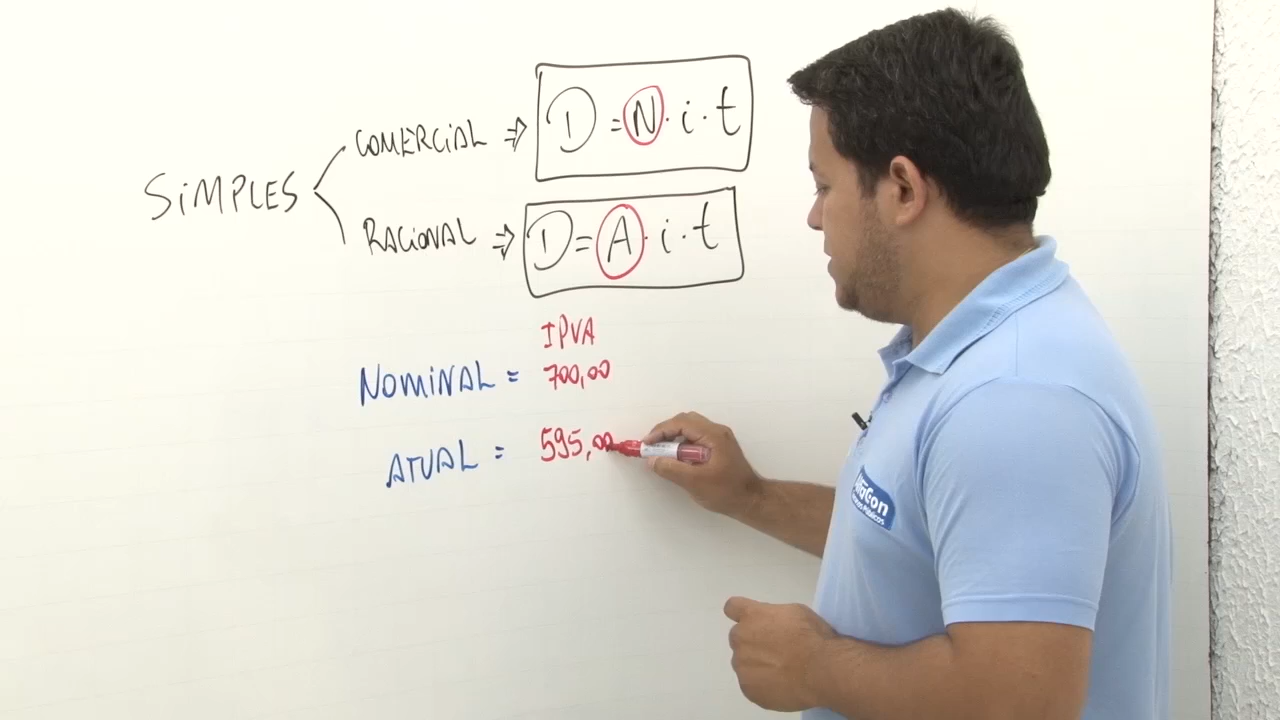 COMERCIAL ⇒ D = N . i . t
SIMPLES
RACIONAL ⇒ D = A . i . t
IPVA
NOMINAL = 700,00
ATUAL = 595,00